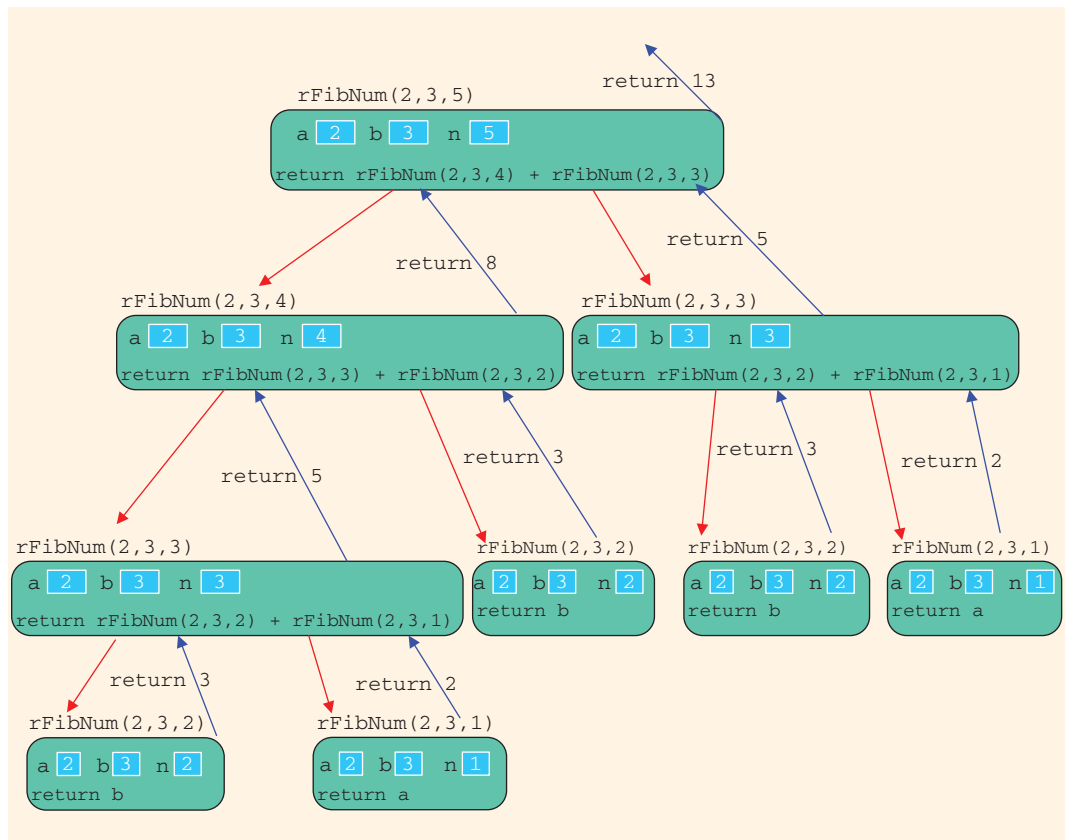 return 13
rFibNum(2,3,5)
a 2 b 3 n 5
return rFibNum(2,3,4) + rFibNum(2,3,3)
return 8
return 5
rFibNum(2,3,4)
a 2 b 3 n 4
return rFibNum(2,3,3) + rFibNum(2,3,2)
rFibNum(2,3,3)
a 2 b 3 n 3
return rFibNum(2,3,2) + rFibNum(2,3,1)
return 5
return 3
return 3
return 2
rFibNum(2,3,3)
a 2 b 3 n 3
return rFibNum(2,3,2) + rFibNum(2,3,1)
rFibNum(2,3,2)
a 2 b 3 n 2
return b
rFibNum(2,3,2)
a 2 b 3 n 2
return b
rFibNum(2,3,1)
a 2 b 3 n 1
return a
return 3
return 2
rFibNum(2,3,2)
a 2 b 3 n 2
return b
rFibNum(2,3,1)
a 2 b 3 n 1
return a